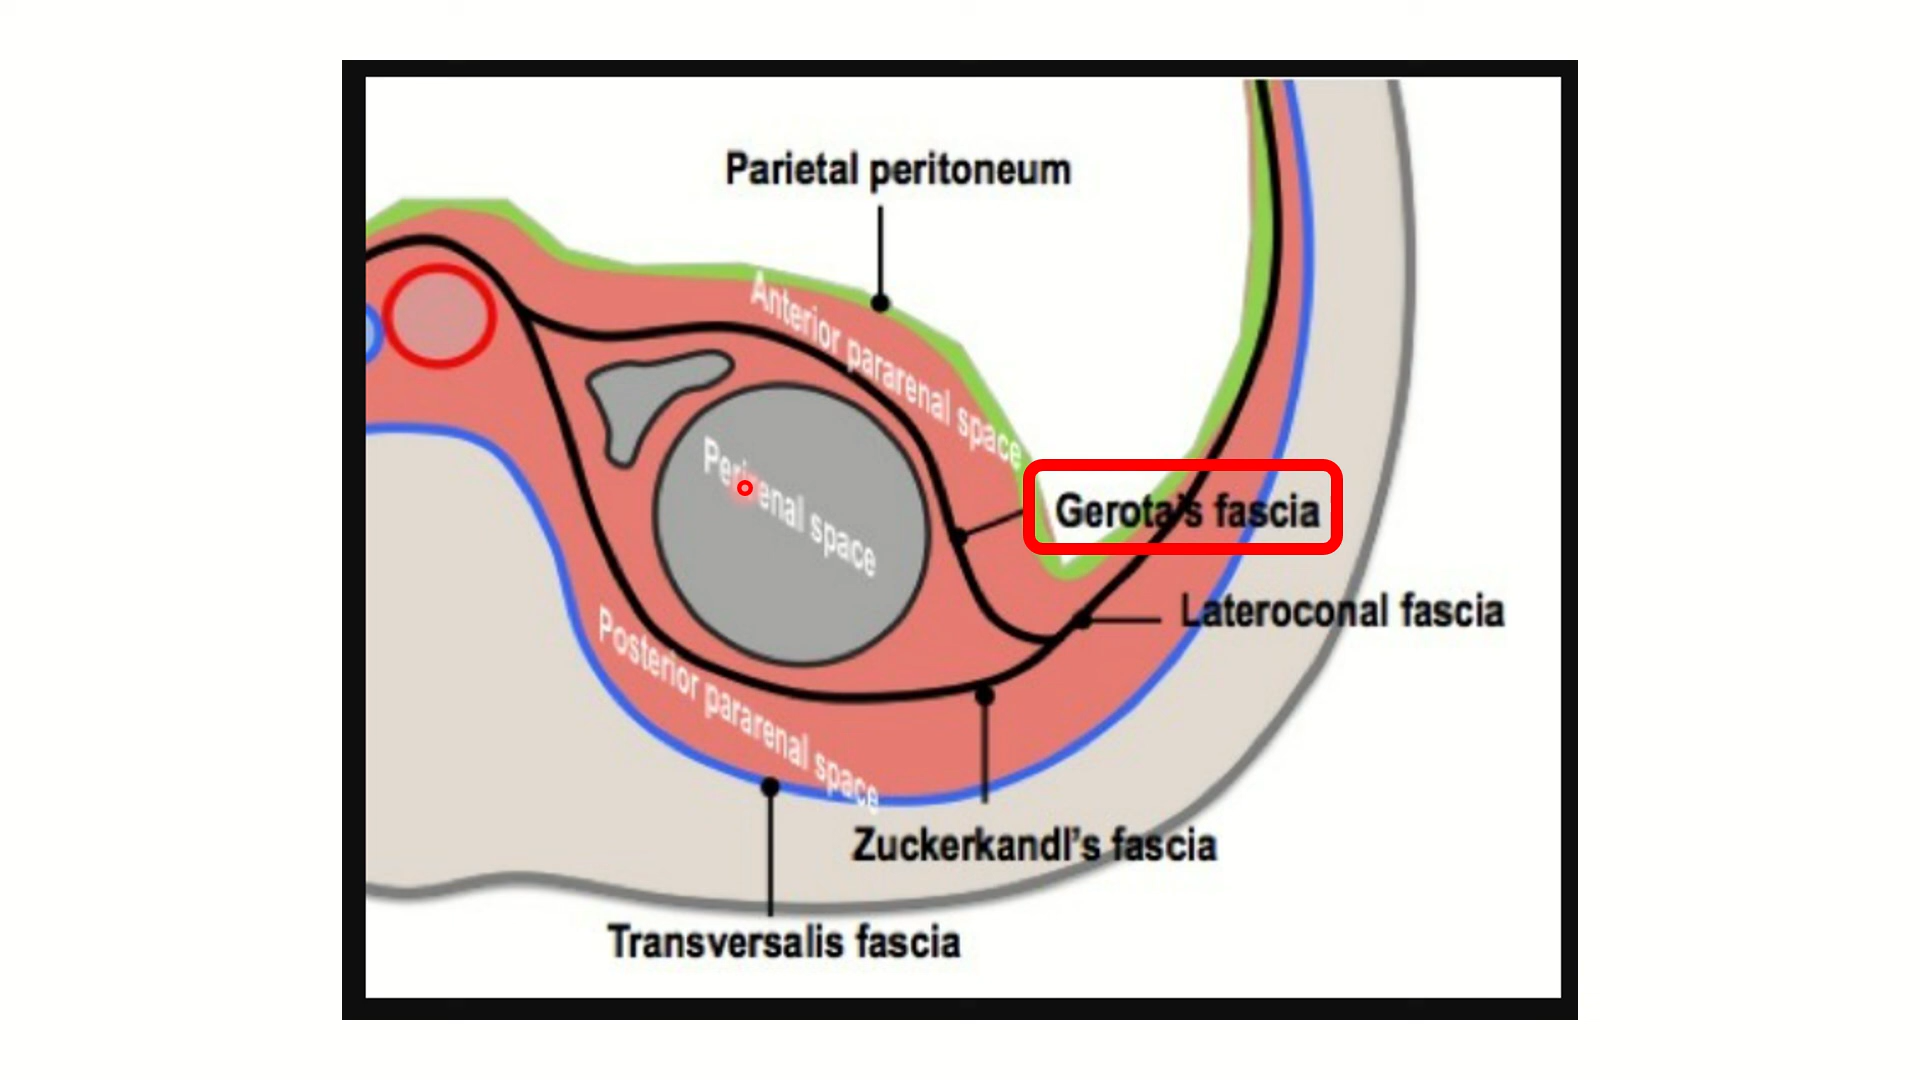 Parietal peritoneum
Anterior pararenal space
Perirenal space
Gerota's fascia
Lateroconal fascia
Posterior pararenal space
Zuckerkandl’s fascia
Transversalis fascia